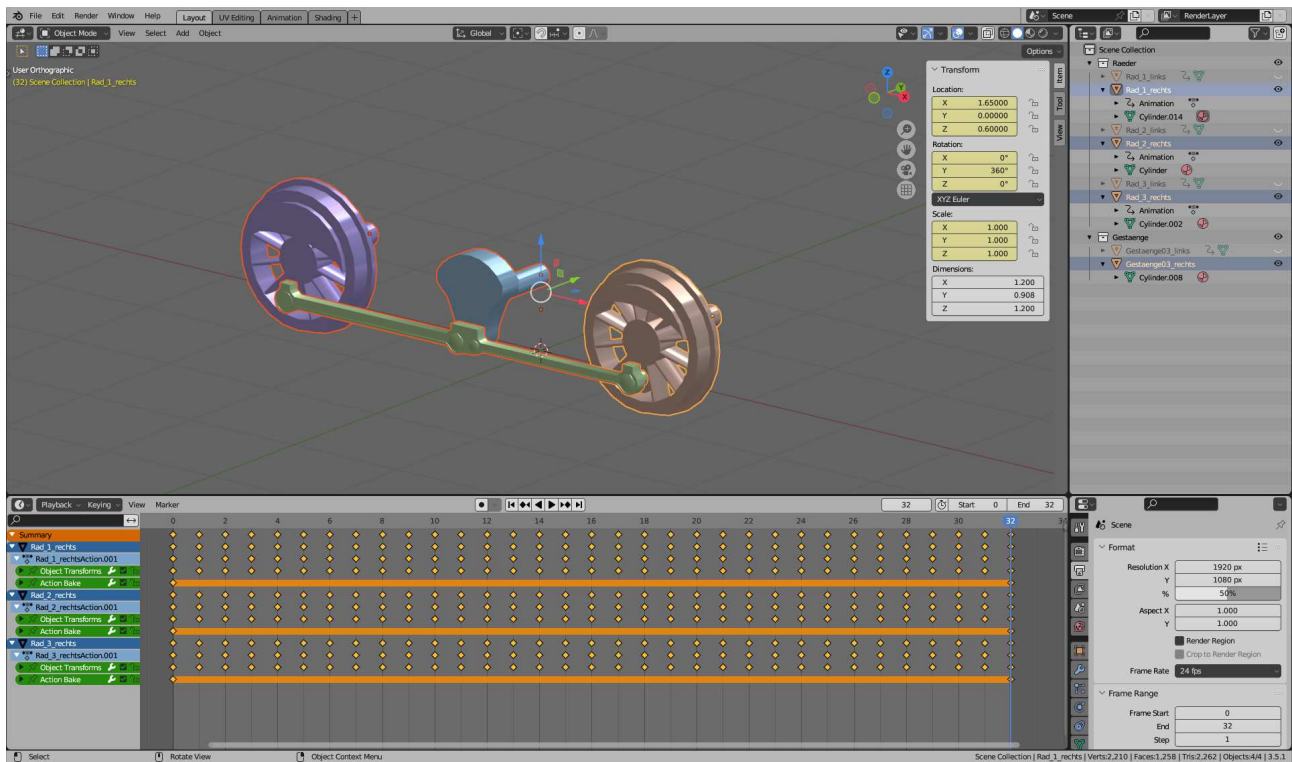 File Edit Render Window Help Layout UV Editing Animation Shading + Scene RenderLayer
Object Mode View Select Add Object Global
Options
User Orthographic
(32) Scene Collection | Rad_1_rechts
Z
Y
X
Transform
Location:
X 1.65000
Y 0.00000
Z 0.60000
Rotation:
X 0°
Y 360°
Z 0°
XYZ Euler
Scale:
X 1.000
Y 1.000
Z 1.000
Dimensions:
X 1.200
Y 0.908
Z 1.200
Item
Tool
View
Scene Collection
Raeder
Rad_1_links
Rad_1_rechts
Animation
Cylinder.014
Rad_2_links
Rad_2_rechts
Animation
Cylinder
Rad_3_links
Rad_3_rechts
Animation
Cylinder.002
Gestaenge
Gestaenge03_links
Gestaenge03_rechts
Cylinder.008
Playback Keying View Marker 32 Start 0 End 32
0 2 4 6 8 10 12 14 16 18 20 22 24 26 28 30 32
Summary
Rad_1_rechts
Rad_1_rechtsAction.001
Object Transforms
Action Bake
Rad_2_rechts
Rad_2_rechtsAction.001
Object Transforms
Action Bake
Rad_3_rechts
Rad_3_rechtsAction.001
Object Transforms
Action Bake
Scene
Format
Resolution X 1920 px
Y 1080 px
% 50%
Aspect X 1.000
Y 1.000
Render Region
Crop to Render Region
Frame Rate 24 fps
Frame Range
Frame Start 0
End 32
Step 1
Select Rotate View Object Context Menu Scene Collection | Rad_1_rechts | Verts:2,210 | Faces:1,258 | Tris:2,262 | Objects:4/4 | 3.5.1